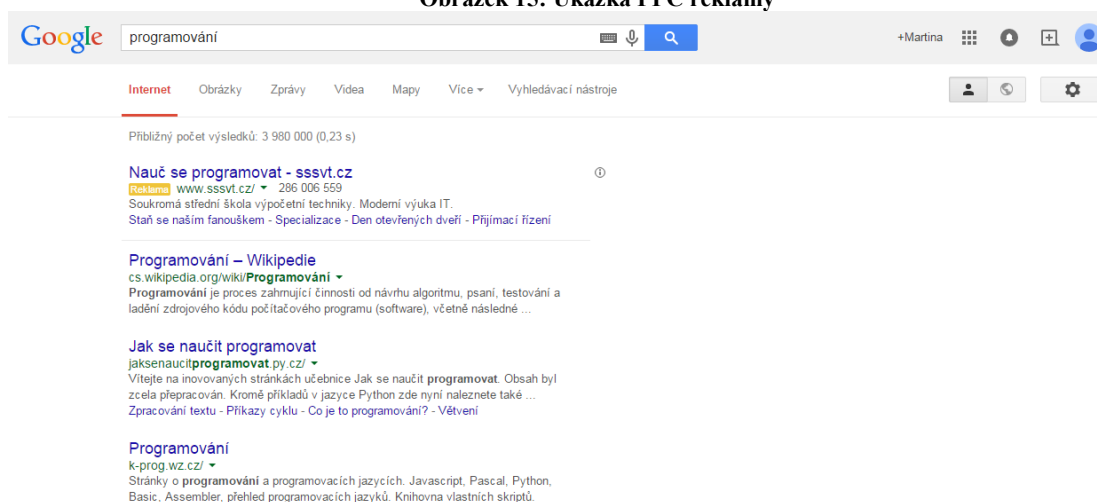 Obrázek 13: Ukázka PPC reklamy
Google programování +Martina
Internet Obrázky Zprávy Videa Mapy Více Vyhledávací nástroje
Přibližný počet výsledků: 3 980 000 (0,23 s)
Nauč se programovat - sssvt.cz
Reklama www.sssvt.cz/ 286 006 559
Soukromá střední škola výpočetní techniky. Moderní výuka IT.
Staň se naším fanouškem - Specializace - Den otevřených dveří - Přijímací řízení
Programování – Wikipedie
cs.wikipedia.org/wiki/Programování
Programování je proces zahrnující činnosti od návrhu algoritmu, psaní, testování a
ladění zdrojového kódu počítačového programu (software), včetně následné ...
Jak se naučit programovat
jaksenaucitprogramovat.py.cz/
Vítejte na inovovaných stránkách učebnice Jak se naučit programovat. Obsah byl
zcela přepracován. Kromě příkladů v jazyce Python zde nyní naleznete také ...
Zpracování textu - Příkazy cyklu - Co je to programování? - Větvení
Programování
k-prog.wz.cz/
Stránky o programování a programovacích jazycích. Javascript, Pascal, Python,
Basic, Assembler, přehled programovacích jazyků. Knihovna vlastních skriptů.